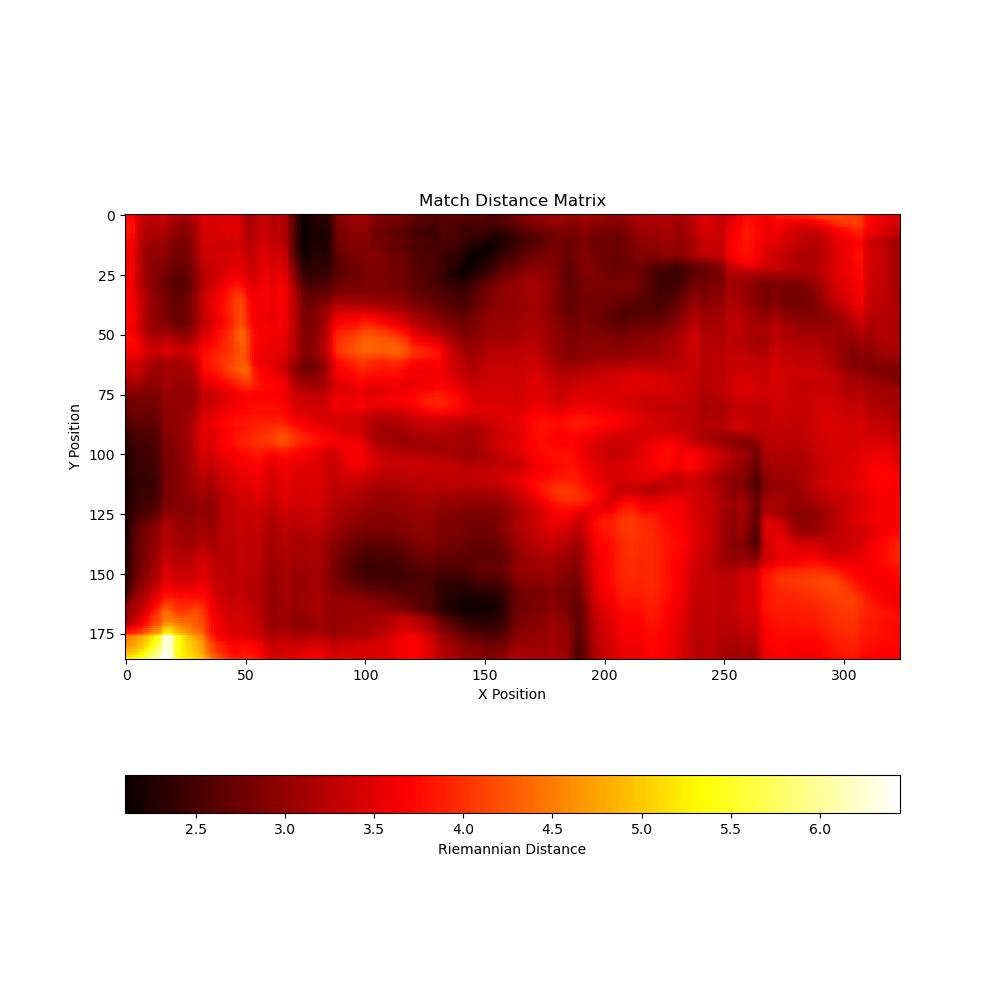 Match Distance Matrix
0
25
50
75
100
125
150
175
Y Position
0 50 100 150 200 250 300
X Position
2.5 3.0 3.5 4.0 4.5 5.0 5.5 6.0
Riemannian Distance